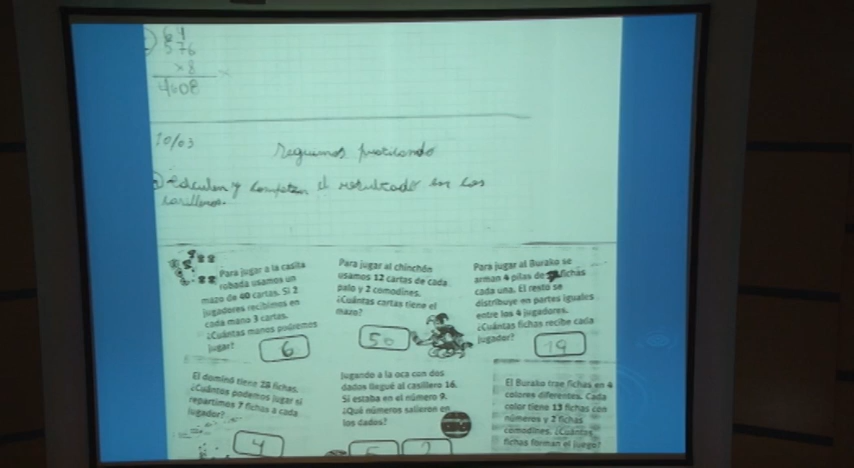 64
576
×8
4608
10/03
Seguimos practicando
calculen y completen el resultado en los
casilleros.
Para jugar a la casita
robada usamos un
mazo de 40 cartas. Si 2
jugadores recibimos en
cada mano 3 cartas.
¿Cuántas manos podremos
jugar?
6
Para jugar al chinchón
usamos 12 cartas de cada
palo y 2 comodines.
¿Cuántas cartas tiene el
mazo?
50
Para jugar al Burako se
arman 4 pilas de fichas
cada una. El resto se
distribuye en partes iguales
entre los 4 jugadores.
¿Cuántas fichas recibe cada
jugador?
19
El dominó tiene 28 fichas.
¿Cuántos podemos jugar si
repartimos 7 fichas a cada
jugador?
4
Jugando a la oca con dos
dados llegué al casillero 16.
Si estaba en el número 9.
¿Qué números salieron en
los dados?
5 2
El Burako trae fichas en 4
colores diferentes. Cada
color tiene 13 fichas con
números y 2 fichas
comodines. ¿Cuántas
fichas forman el juego?